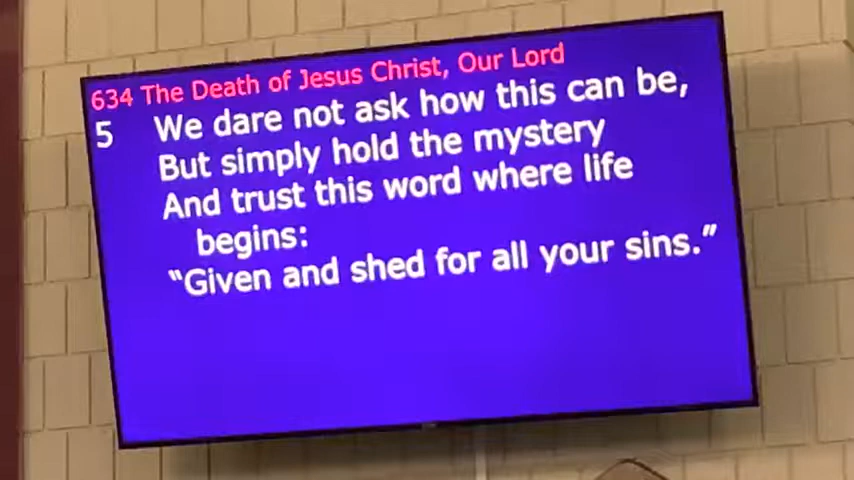 634 The Death of Jesus Christ, Our Lord
5 We dare not ask how this can be,
But simply hold the mystery
And trust this word where life
begins:
“Given and shed for all your sins.”